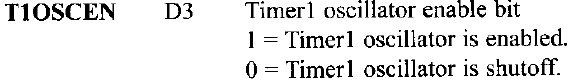 T1OSCEN D3 Timer1 oscillator enable bit
1 = Timer1 oscillator is enabled.
0 = Timer1 oscillator is shutoff.